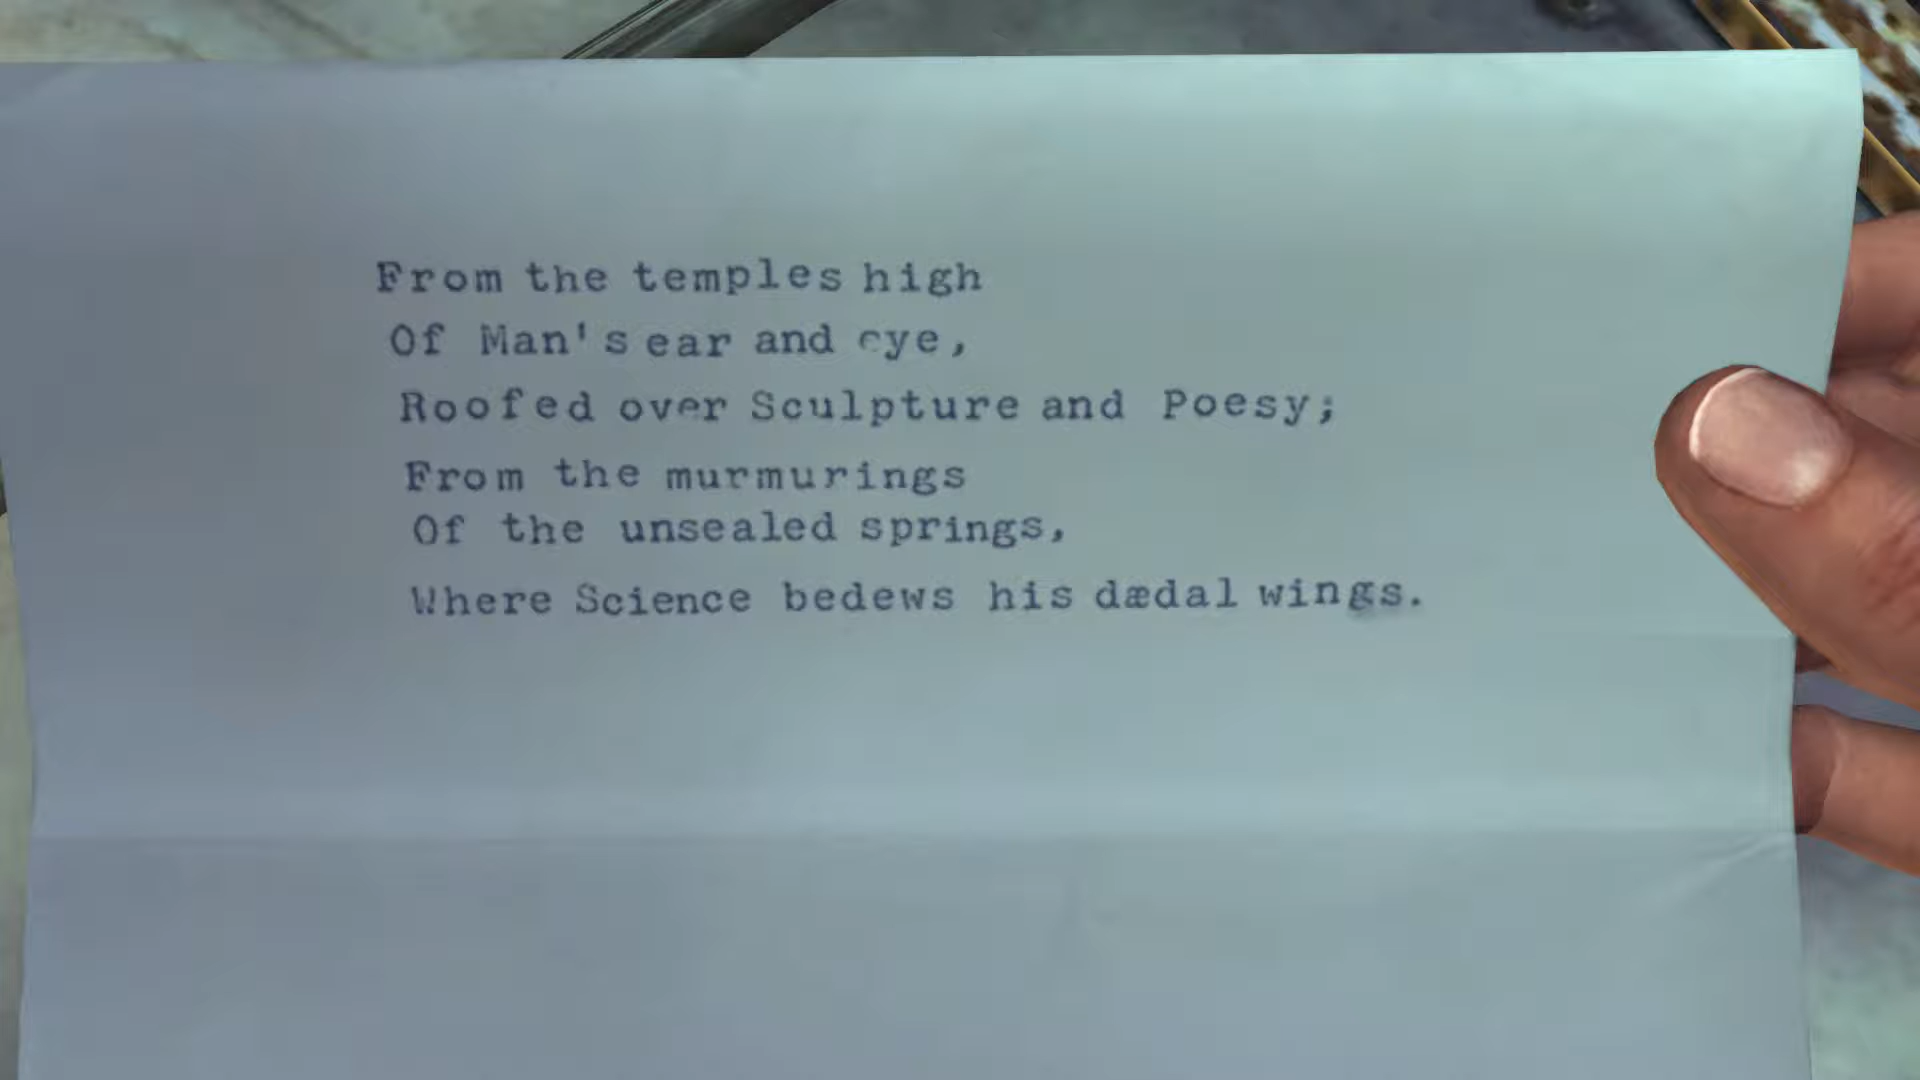 From the temples high
Of Man's ear and eye,
Roofed over Sculpture and Poesy;
From the murmurings
Of the unsealed springs,
Where Science bedews his dædal wings.